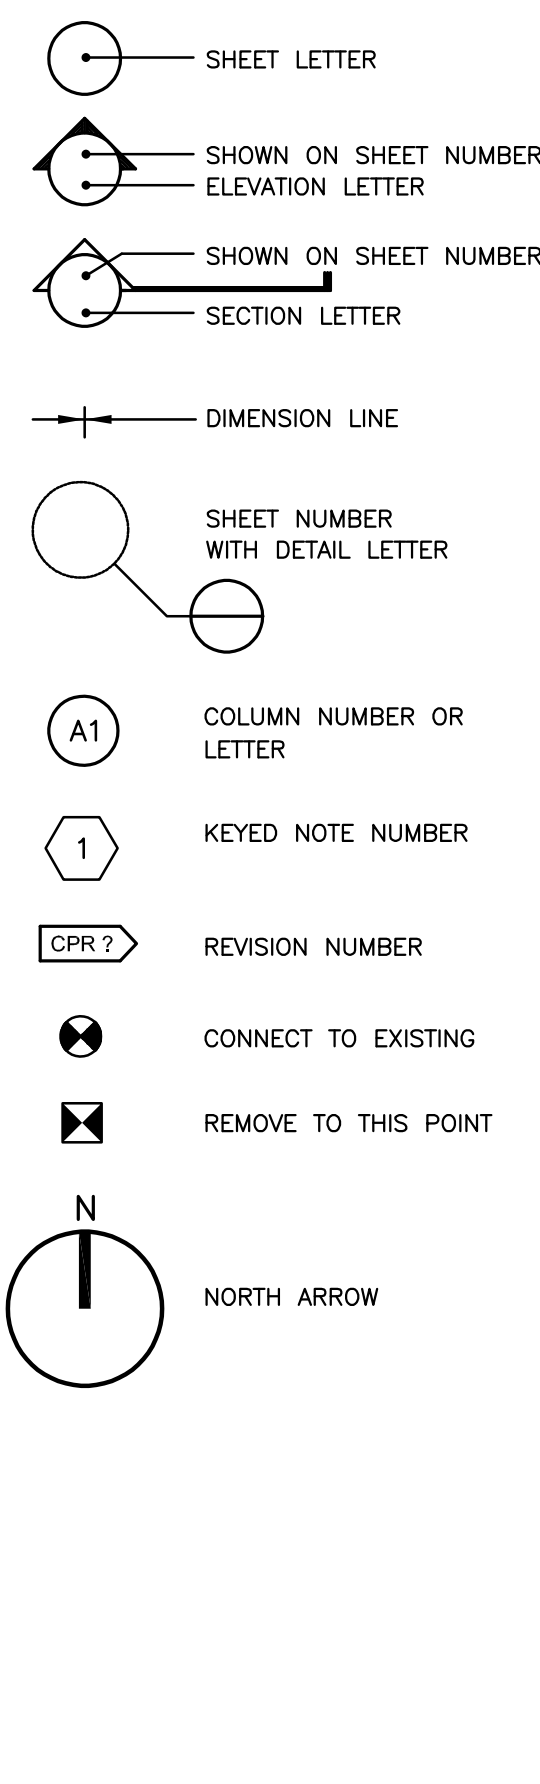 SHEET LETTER
SHOWN ON SHEET NUMBER
ELEVATION LETTER
SHOWN ON SHEET NUMBER
SECTION LETTER
DIMENSION LINE
SHEET NUMBER
WITH DETAIL LETTER
A1
COLUMN NUMBER OR
LETTER
1
KEYED NOTE NUMBER
CPR ?
REVISION NUMBER
CONNECT TO EXISTING
REMOVE TO THIS POINT
N
NORTH ARROW